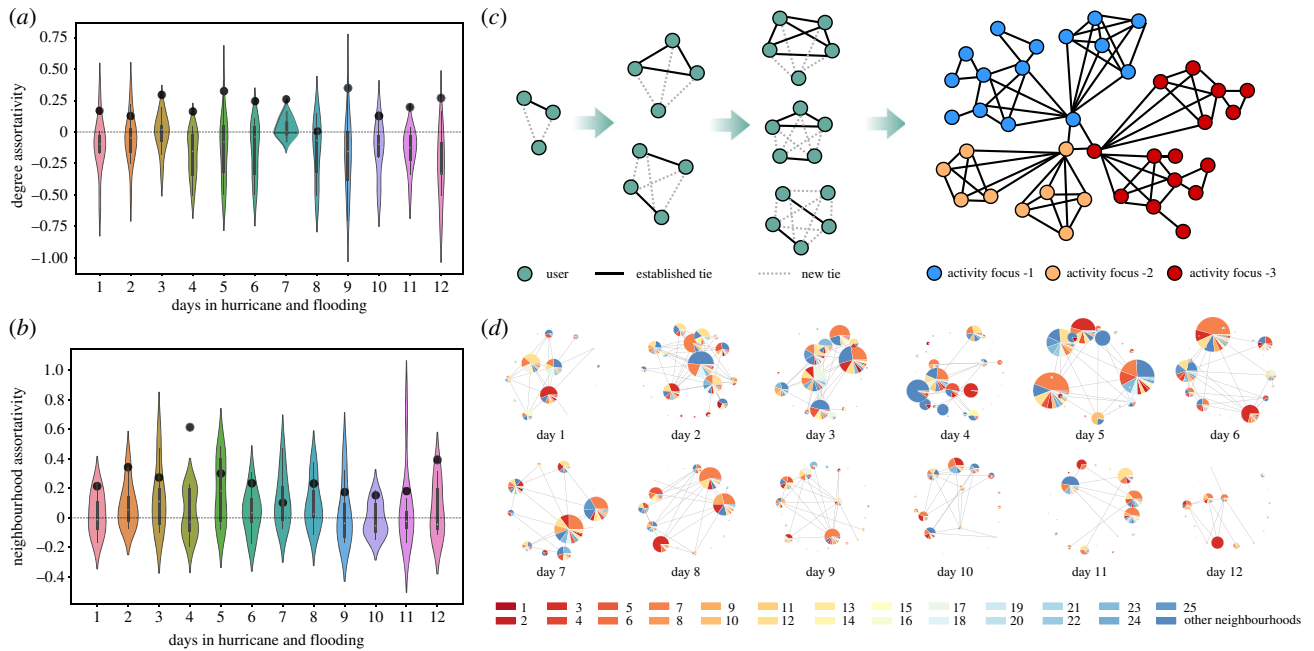 (a)
degree assortativity
0.75
0.50
0.25
0
−0.25
−0.50
−0.75
−1.00
1 2 3 4 5 6 7 8 9 10 11 12
days in hurricane and flooding
(b)
neighbourhood assortativity
1.0
0.8
0.6
0.4
0.2
0
−0.2
−0.4
1 2 3 4 5 6 7 8 9 10 11 12
days in hurricane and flooding
(c)
user established tie new tie
activity focus -1 activity focus -2 activity focus -3
(d)
day 1 day 2 day 3 day 4 day 5 day 6
day 7 day 8 day 9 day 10 day 11 day 12
1 3 5 7 9 11 13 15 17 19 21 23 25
2 4 6 8 10 12 14 16 18 20 22 24 other neighbourhoods